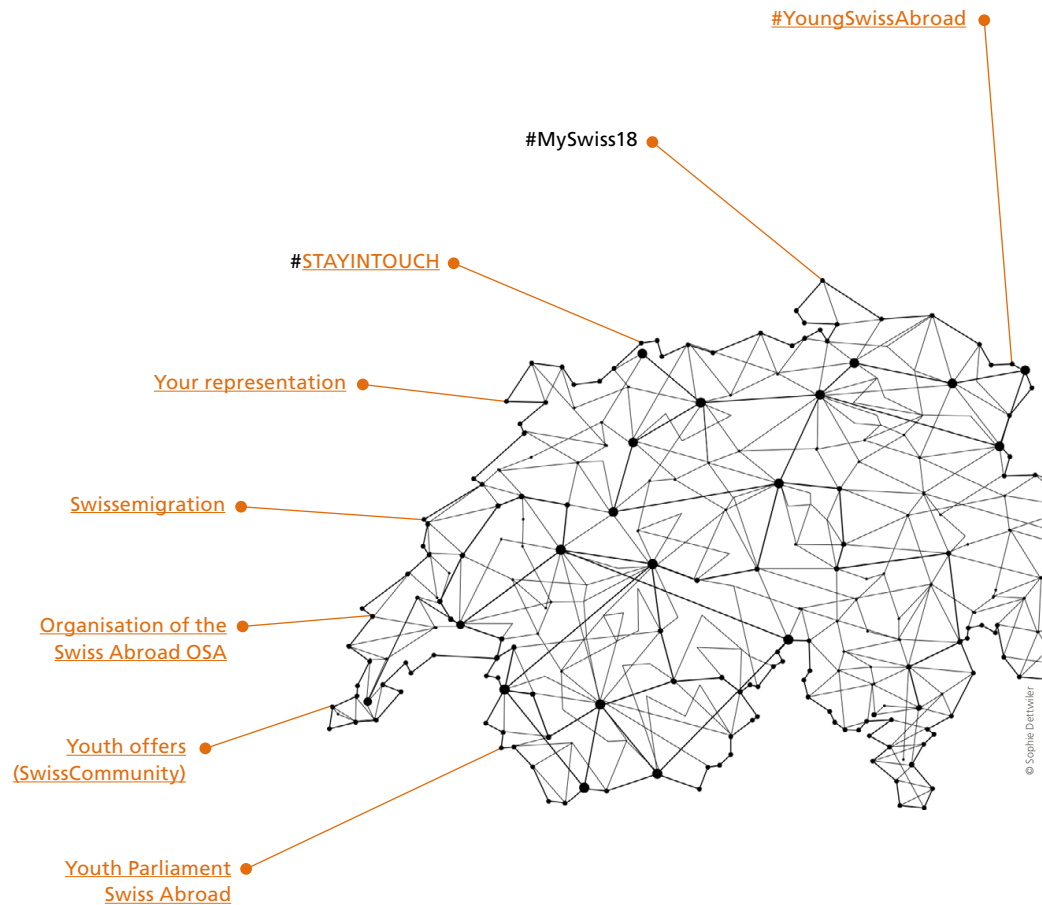 #YoungSwissAbroad
#MySwiss18
#STAYINTOUCH
Your representation
Swissemigration
Organisation of the
Swiss Abroad OSA
Youth offers
(SwissCommunity)
Youth Parliament
Swiss Abroad
© Sophie Dettwiler